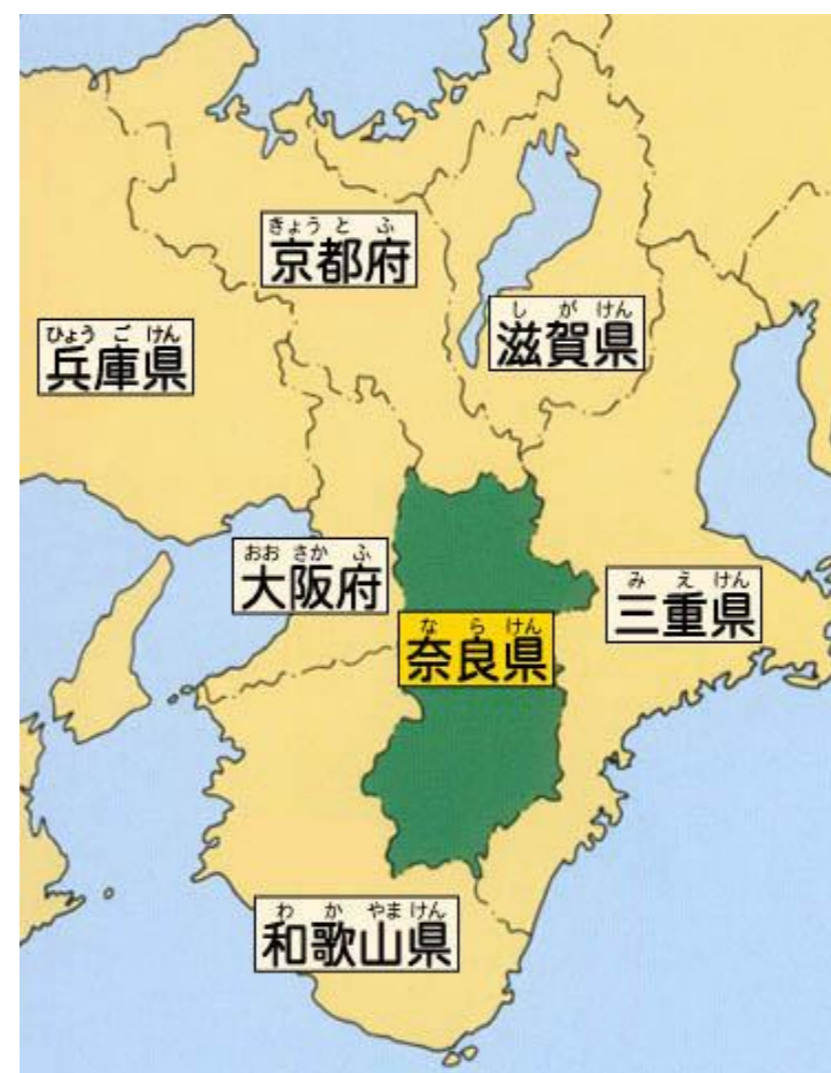 きょうとふ
京都府
しがけん
滋賀県
ひょうごけん
兵庫県
おおさかふ
大阪府
みえけん
三重県
ならけん
奈良県
わかやまけん
和歌山県